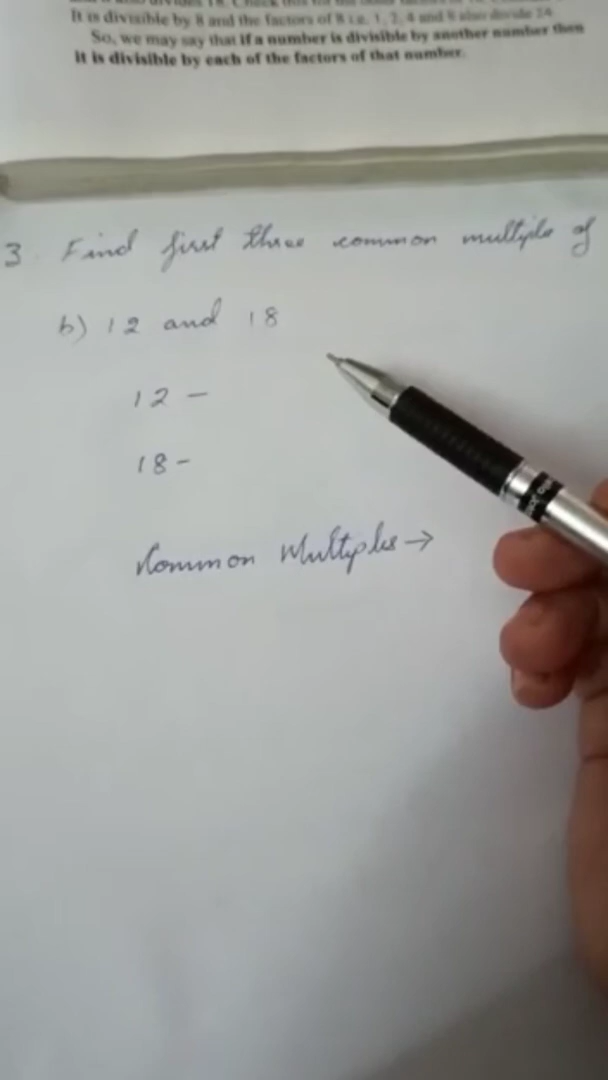 It is divisible by 8 and the factors of 8 i.e. 1, 2, 4 and 8 also divide 24
So, we may say that if a number is divisible by another number then
it is divisible by each of the factors of that number.
3. Find first three common multiple of
b) 12 and 18
12 -
18 -
Common Multiples →